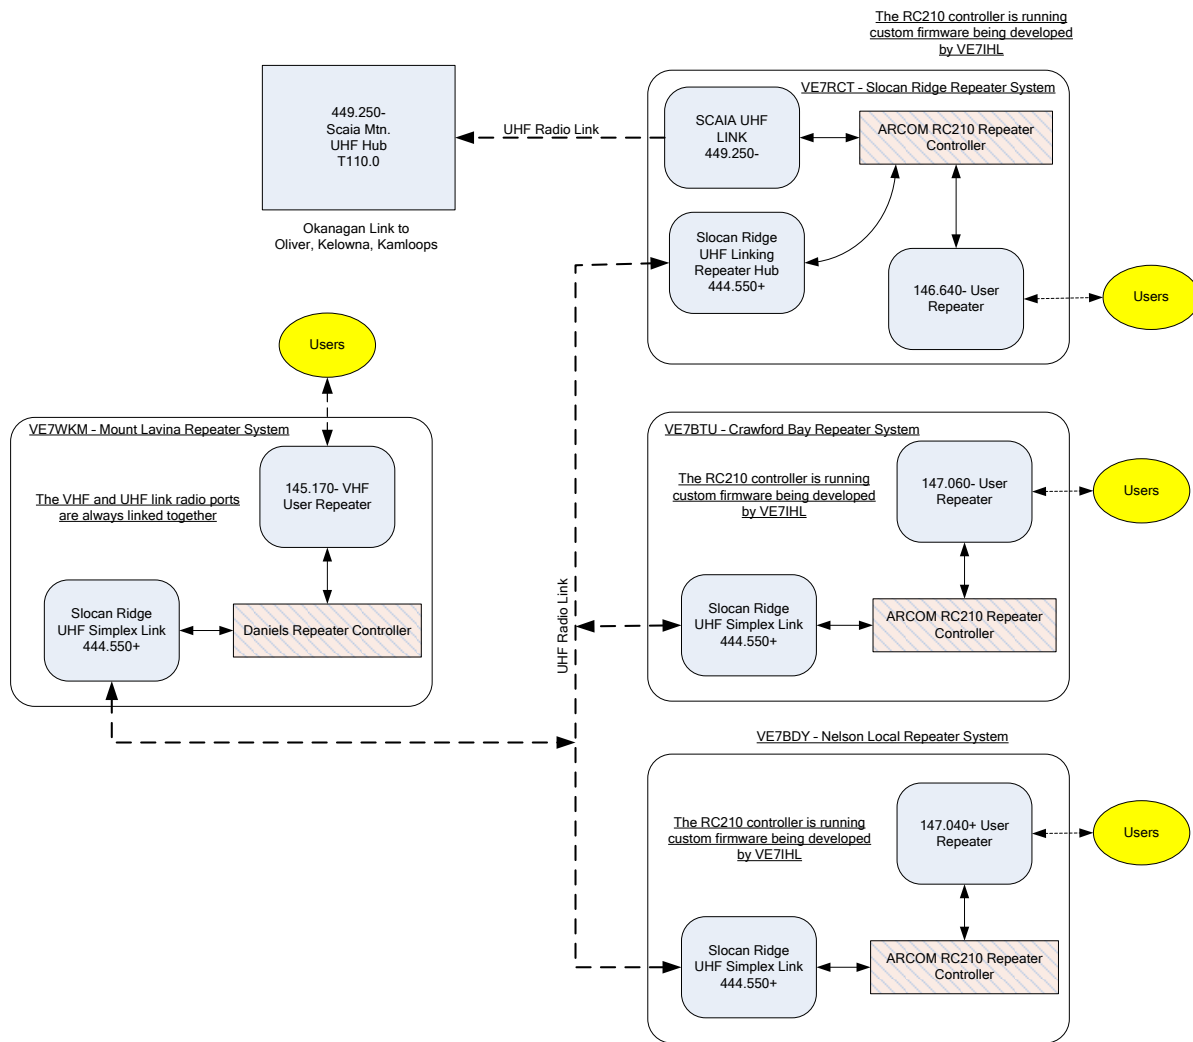 The RC210 controller is running
custom firmware being developed
by VE7IHL
449.250-
Scaia Mtn.
UHF Hub
T110.0
Okanagan Link to
Oliver, Kelowna, Kamloops
UHF Radio Link
VE7RCT - Slocan Ridge Repeater System
SCAIA UHF
LINK
449.250-
ARCOM RC210 Repeater
Controller
Slocan Ridge
UHF Linking
Repeater Hub
444.550+
146.640- User
Repeater
Users
Users
VE7WKM - Mount Lavina Repeater System
The VHF and UHF link radio ports
are always linked together
145.170- VHF
User Repeater
Slocan Ridge
UHF Simplex Link
444.550+
Daniels Repeater Controller
UHF Radio Link
VE7BTU - Crawford Bay Repeater System
The RC210 controller is running
custom firmware being developed
by VE7IHL
147.060- User
Repeater
Users
Slocan Ridge
UHF Simplex Link
444.550+
ARCOM RC210 Repeater
Controller
VE7BDY - Nelson Local Repeater System
The RC210 controller is running
custom firmware being developed
by VE7IHL
147.040+ User
Repeater
Users
Slocan Ridge
UHF Simplex Link
444.550+
ARCOM RC210 Repeater
Controller